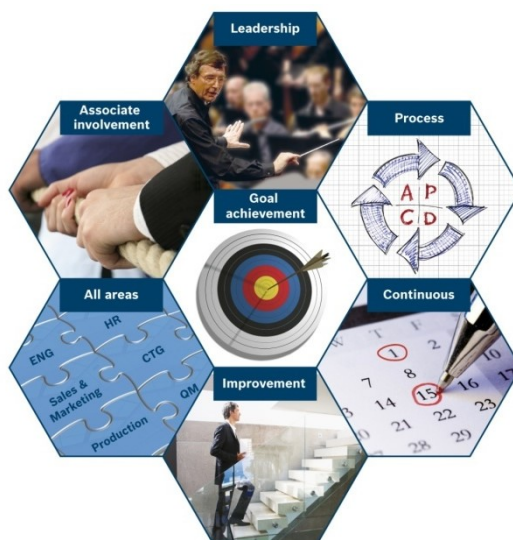 Leadership
Associate
involvement
Process
A P
C D
Goal
achievement
All areas
HR
ENG
CTG
Sales &
Marketing
QM
Production
Continuous
W T F
1 2
7 8 10
14 15 16
21 22 23
28 29
Improvement